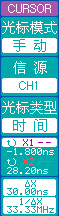 CURSOR
光标模式
手动
信源
CH1
光标类型
时间
X1
-1.800ns
X2
28.20ns
ΔX
30.00ns
1/ΔX
33.33MHz